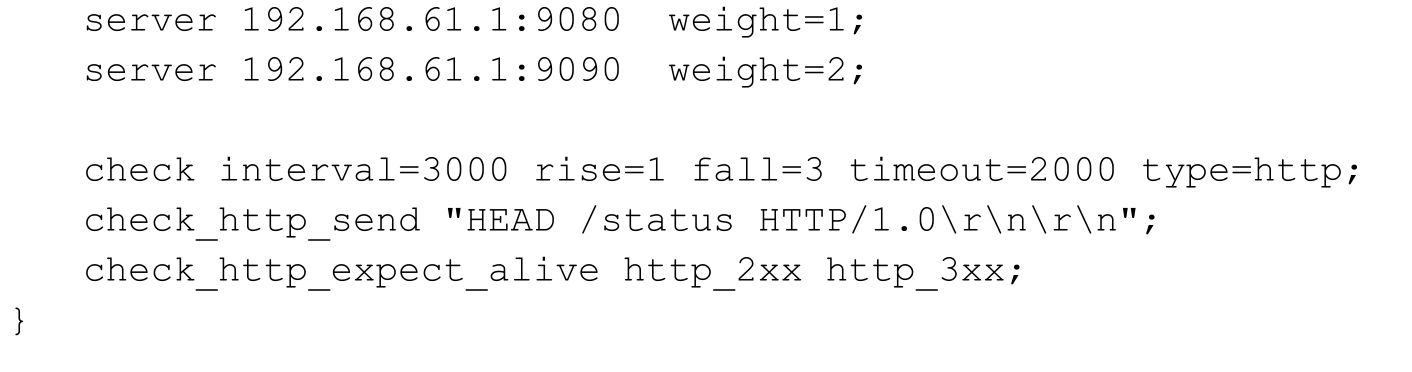 server 192.168.61.1:9080  weight=1;
server 192.168.61.1:9090  weight=2;
check interval=3000 rise=1 fall=3 timeout=2000 type=http;
check_http_send "HEAD /status HTTP/1.0\r\n\r\n";
check_http_expect_alive http_2xx http_3xx;
}